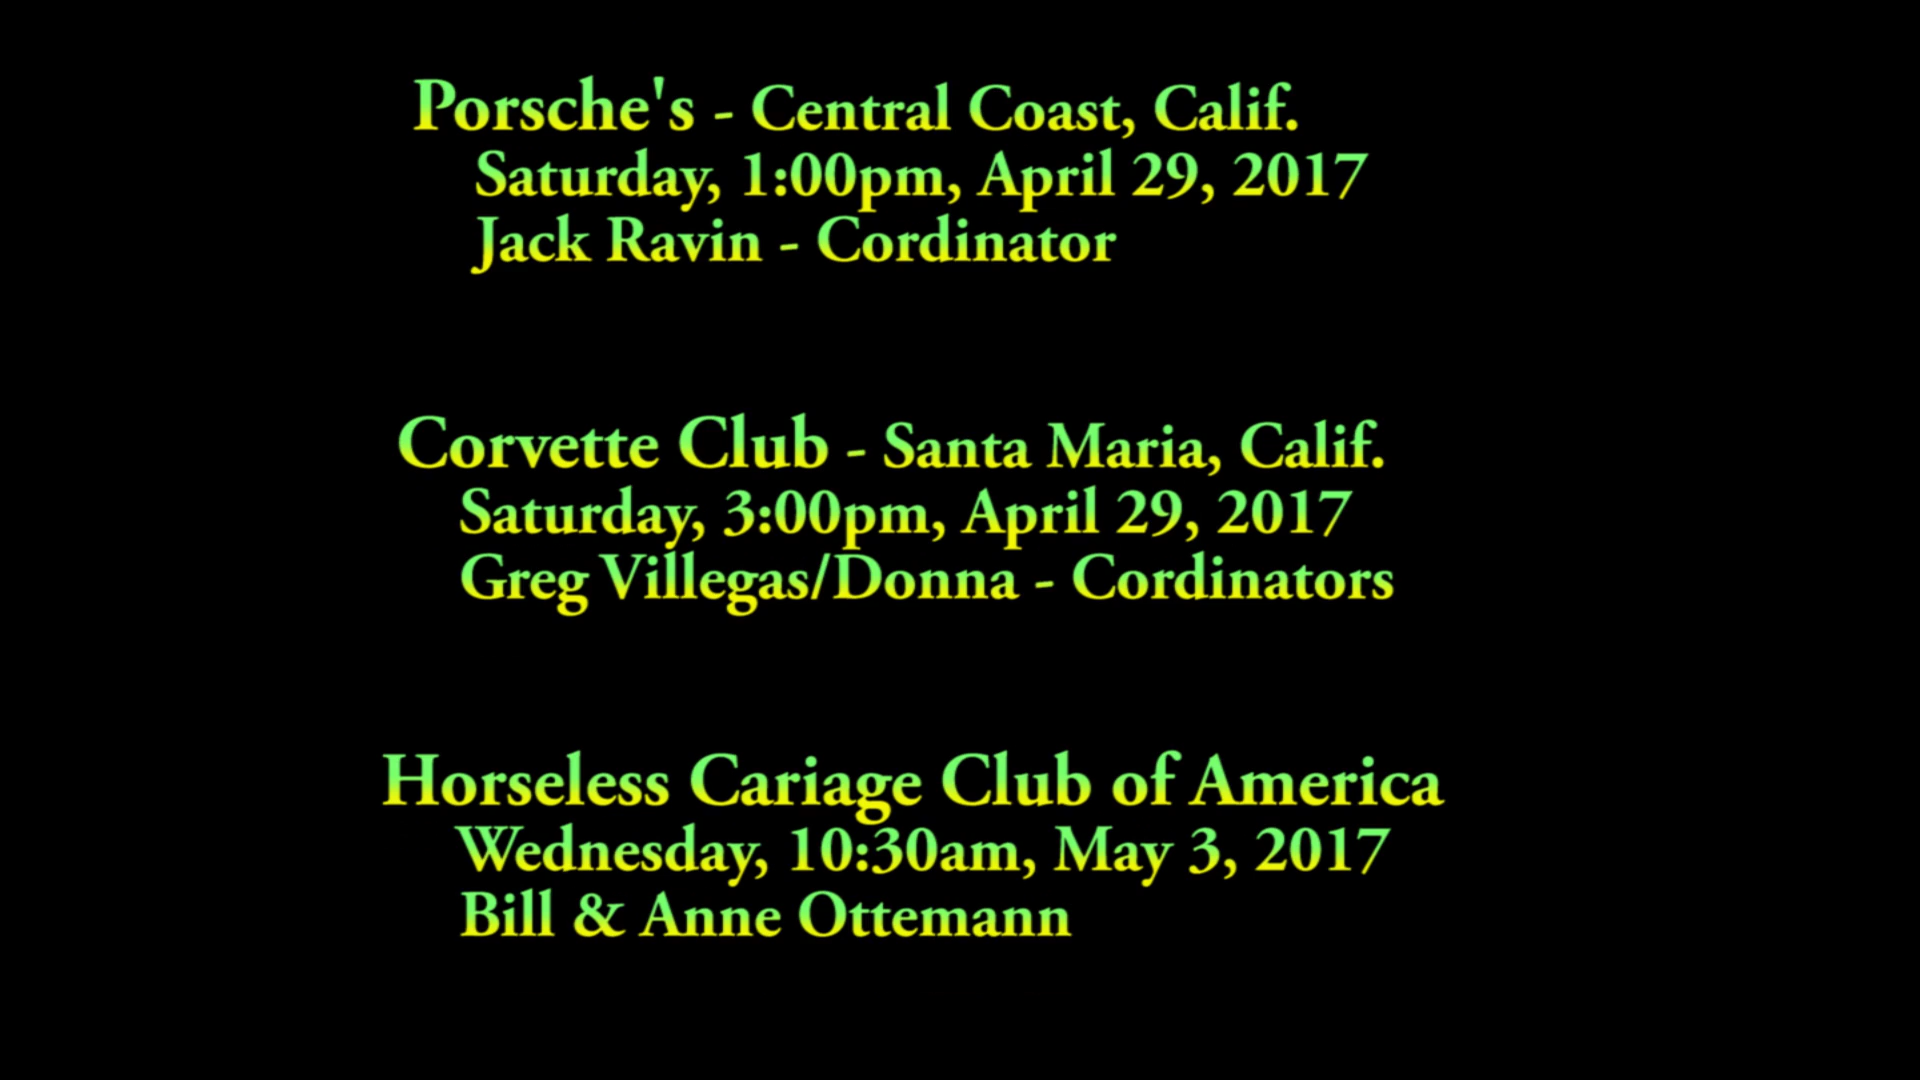 Porsche's - Central Coast, Calif.
Saturday, 1:00pm, April 29, 2017
Jack Ravin - Cordinator
Corvette Club - Santa Maria, Calif.
Saturday, 3:00pm, April 29, 2017
Greg Villegas/Donna - Cordinators
Horseless Cariage Club of America
Wednesday, 10:30am, May 3, 2017
Bill & Anne Ottemann